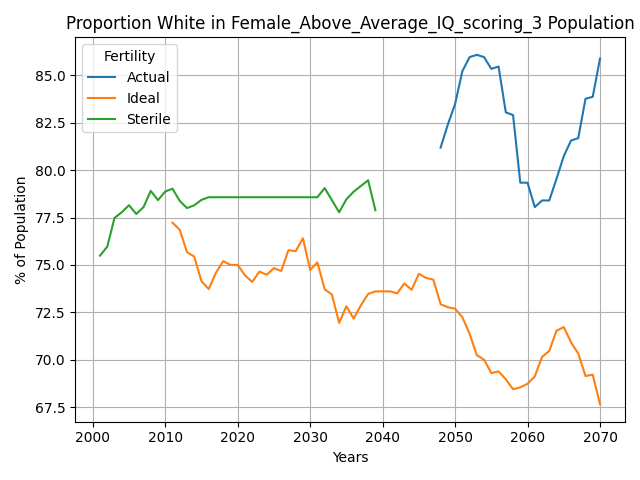 Proportion White in Female_Above_Average_IQ_scoring_3 Population
Fertility
Actual
Ideal
Sterile
% of Population
85.0
82.5
80.0
77.5
75.0
72.5
70.0
67.5
2000 2010 2020 2030 2040 2050 2060 2070
Years